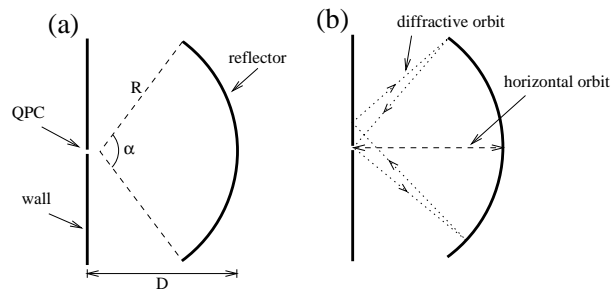 (a)
reflector
R
QPC
α
wall
D
(b)
diffractive orbit
horizontal orbit